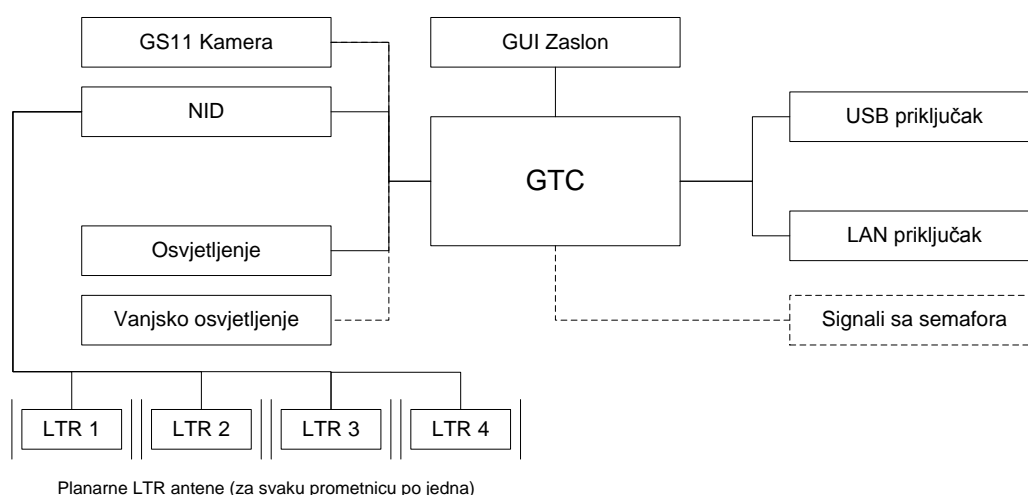 GS11 Kamera
GUI Zaslon
NID
USB priključak
GTC
Osvjetljenje
LAN priključak
Vanjsko osvjetljenje
Signali sa semafora
LTR 1
LTR 2
LTR 3
LTR 4
Planarne LTR antene (za svaku prometnicu po jedna)